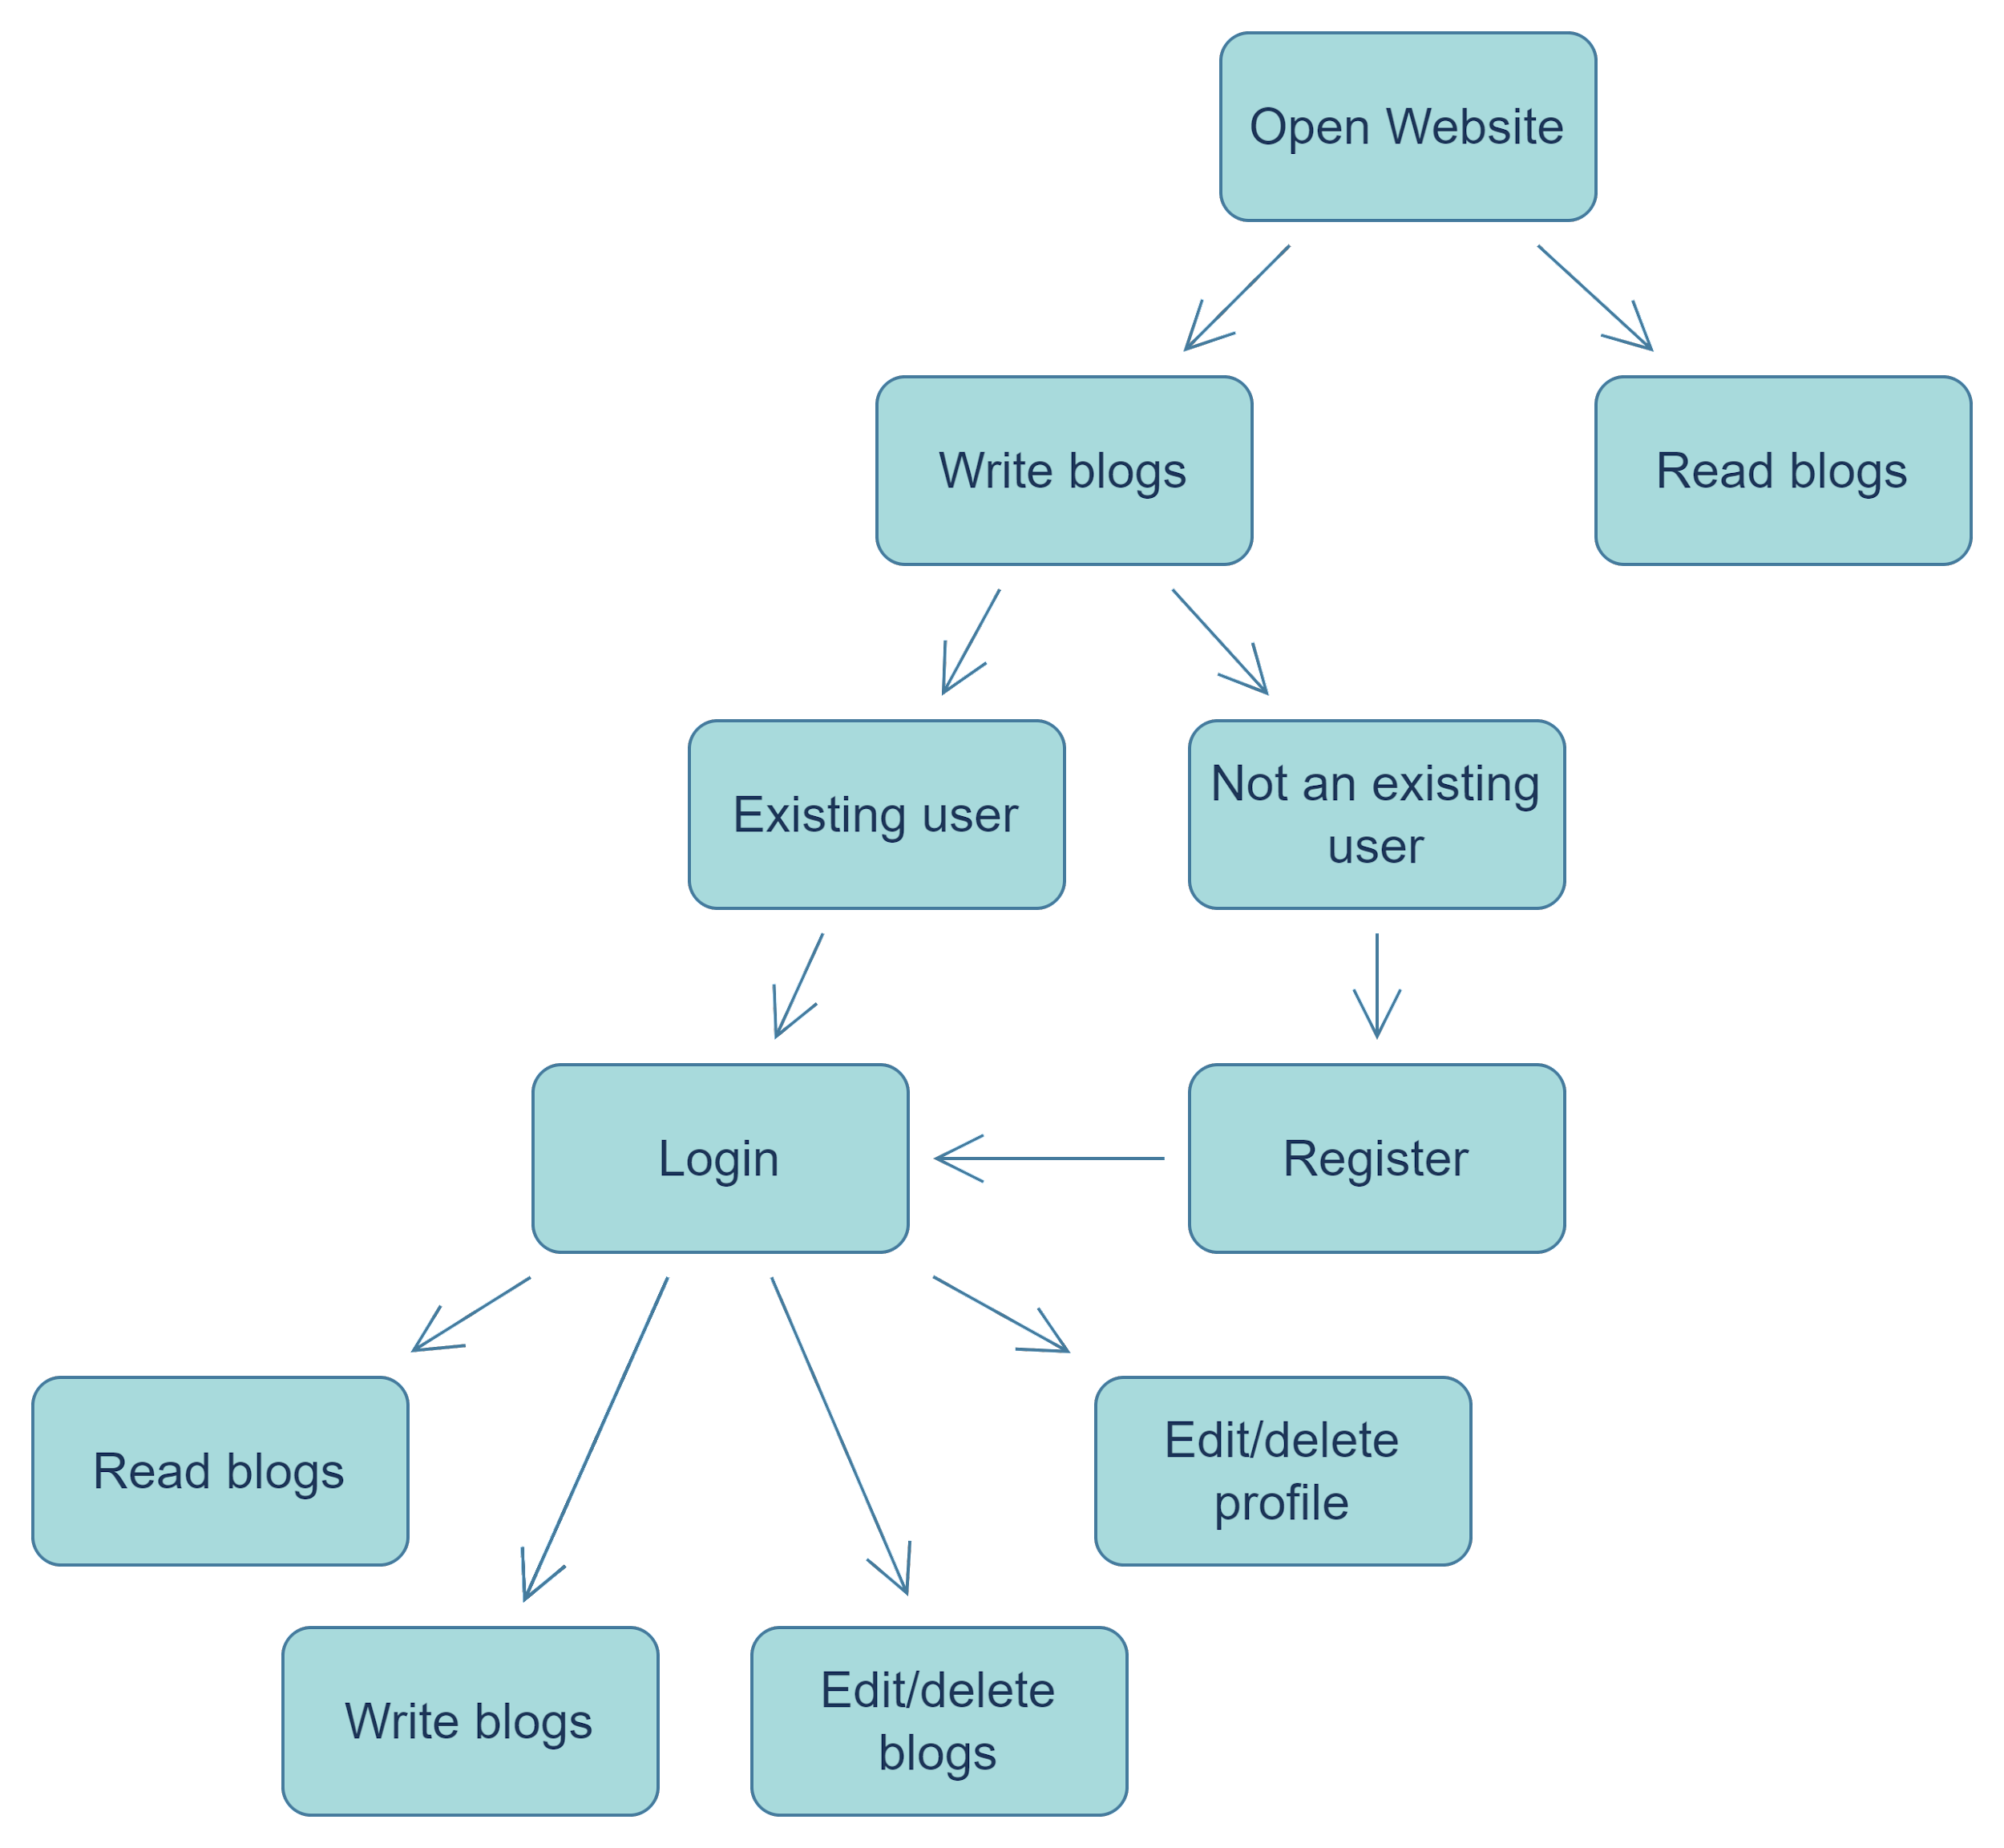 Open Website
Write blogs
Read blogs
Existing user
Not an existing
user
Login
Register
Read blogs
Edit/delete
profile
Write blogs
Edit/delete
blogs